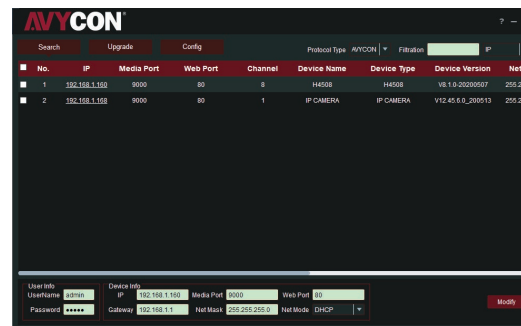 AVYCON
? –
Search Upgrade Config Protocol Type AVYCON Filtration IP
No. IP Media Port Web Port Channel Device Name Device Type Device Version Net
1 192.168.1.160 9000 80 8 H4508 H4508 V8.1.0-20200507 255.2
2 192.168.1.168 9000 80 1 IP CAMERA IP CAMERA V12.45.6.0_200513 255.2
User Info Device Info
UserName admin IP 192.168.1.160 Media Port 9000 Web Port 80
Modify
Password ••••• Gateway 192.168.1.1 Net Mask 255.255.255.0 Net Mode DHCP